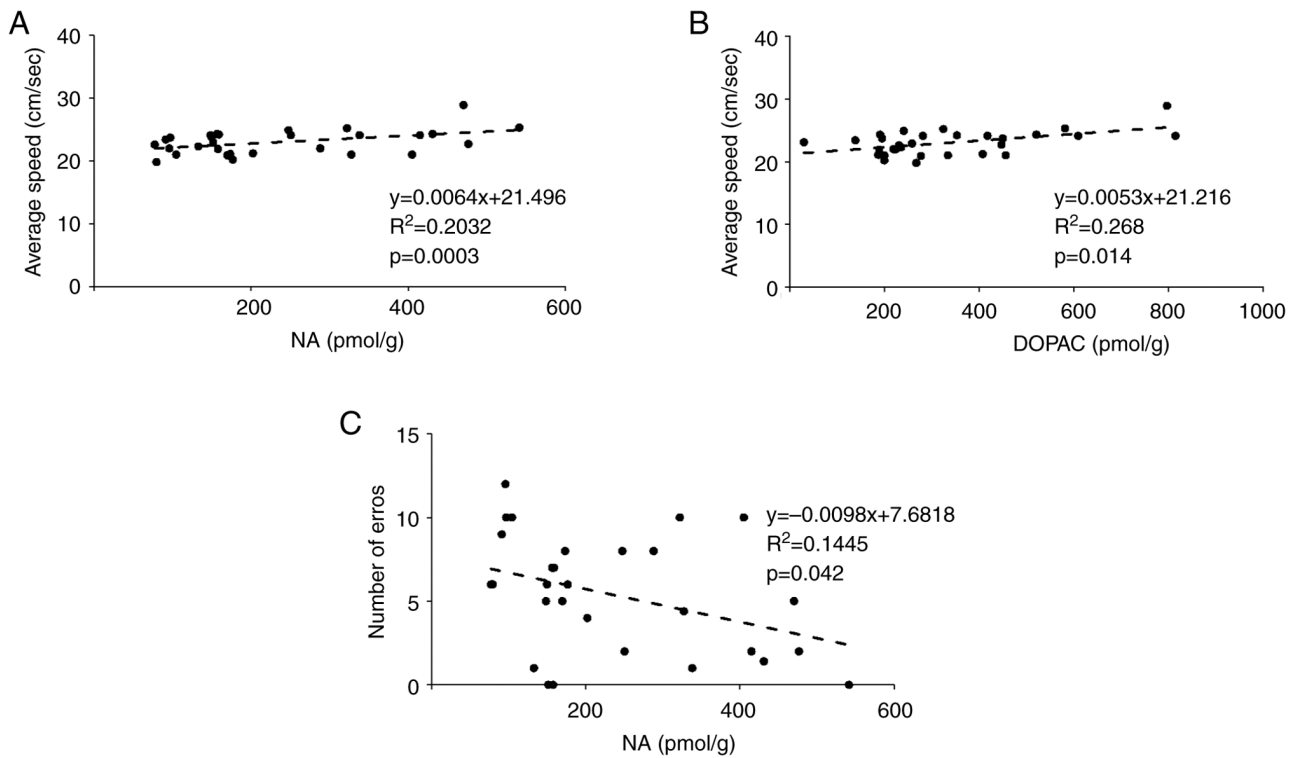 A
Average speed (cm/sec)
40
30
20
10
0
200
400
600
NA (pmol/g)
y=0.0064x+21.496
R²=0.2032
p=0.0003
B
Average speed (cm/sec)
40
30
20
10
0
200
400
600
800
1000
DOPAC (pmol/g)
y=0.0053x+21.216
R²=0.268
p=0.014
C
Number of erros
15
10
5
0
200
400
600
NA (pmol/g)
y=–0.0098x+7.6818
R²=0.1445
p=0.042